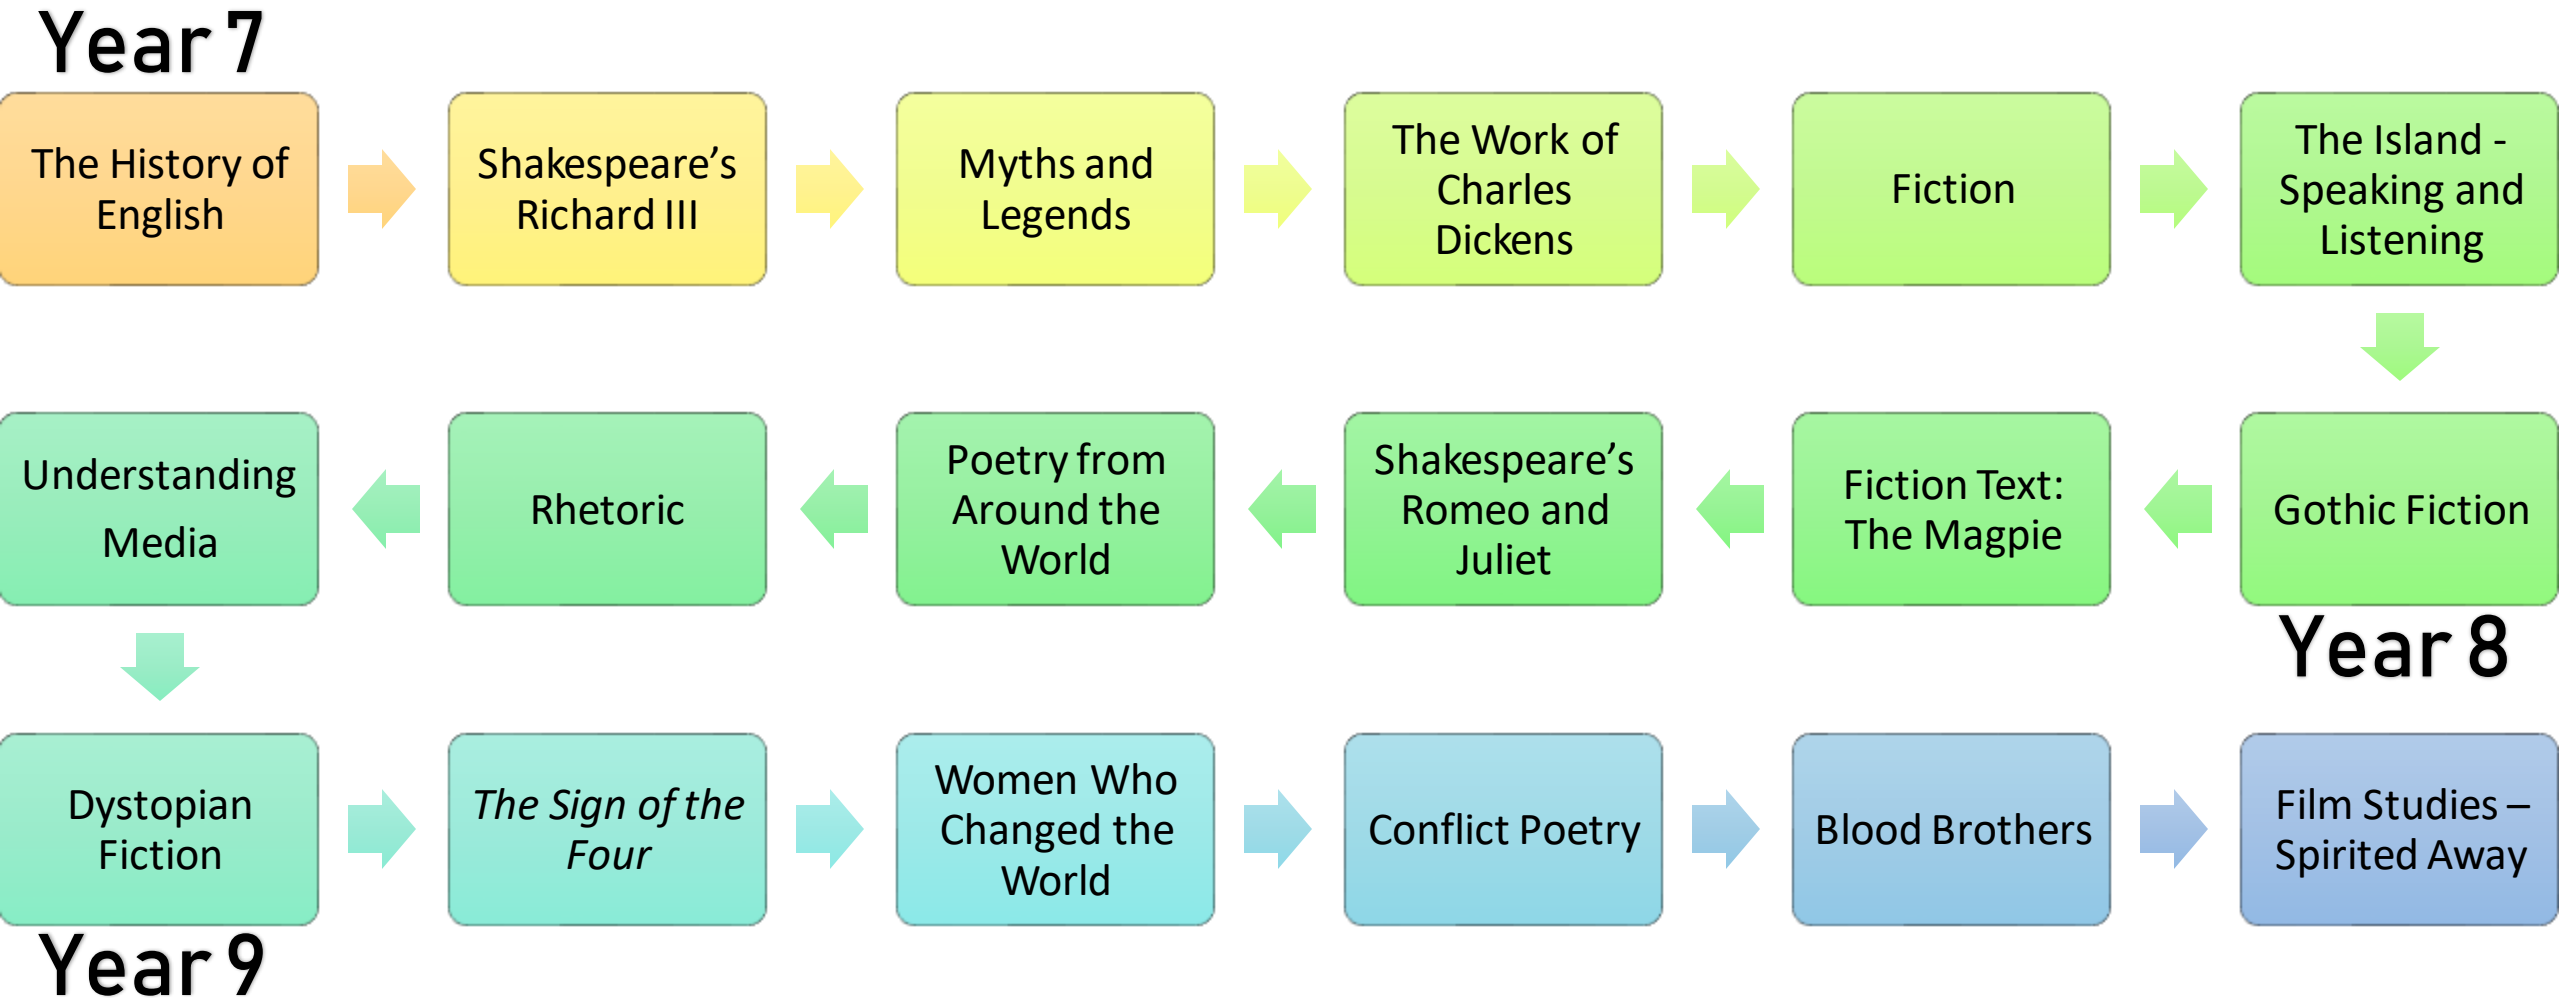 Year 7
The History of
English
Shakespeare’s
Richard III
Myths and
Legends
The Work of
Charles
Dickens
Fiction
The Island -
Speaking and
Listening
Gothic Fiction
Year 8
Fiction Text:
The Magpie
Shakespeare’s
Romeo and
Juliet
Poetry from
Around the
World
Rhetoric
Understanding
Media
Dystopian
Fiction
Year 9
The Sign of the
Four
Women Who
Changed the
World
Conflict Poetry
Blood Brothers
Film Studies –
Spirited Away